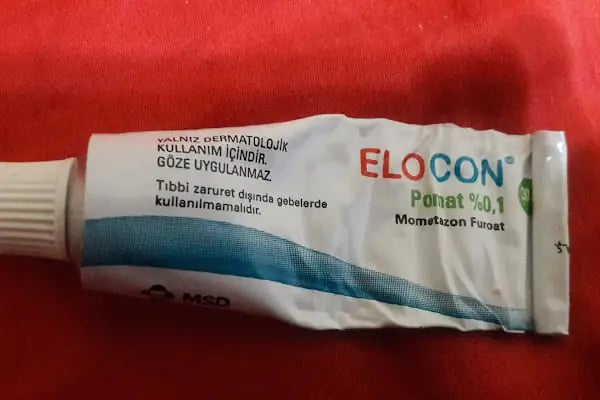 YALNIZ DERMATOLOJİK
KULLANIM İÇİNDİR.
GÖZE UYGULANMAZ.
Tıbbi zaruret dışında gebelerde
kullanılmamalıdır.
MSD
ELOCON®
Pomat %0,1
Mometazon Furoat